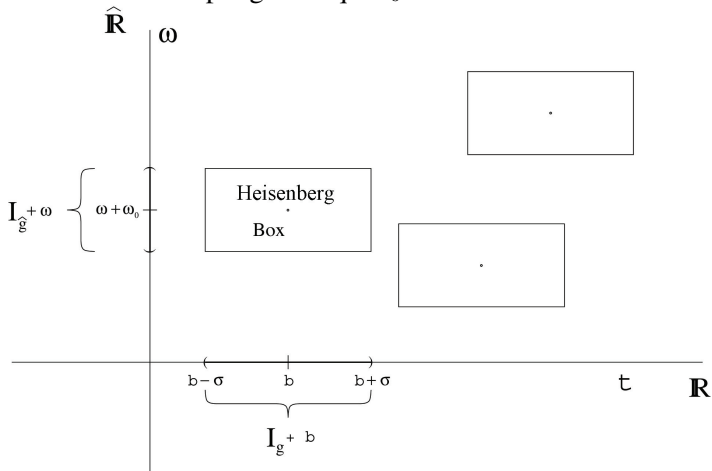 ℝ̂ ω
Heisenberg
I_ĝ + ω
ω + ω₀
Box
b − σ b b + σ t ℝ
I_g + b